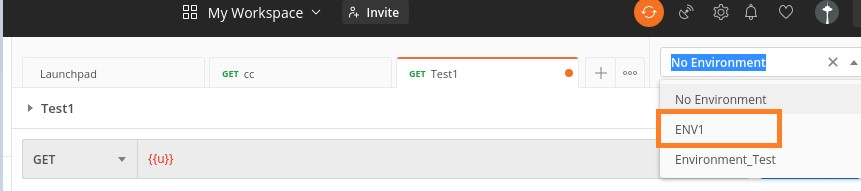 My Workspace
Invite
Launchpad
GET cc
GET Test1
No Environment
Test1
No Environment
GET
{{u}}
ENV1
Environment_Test